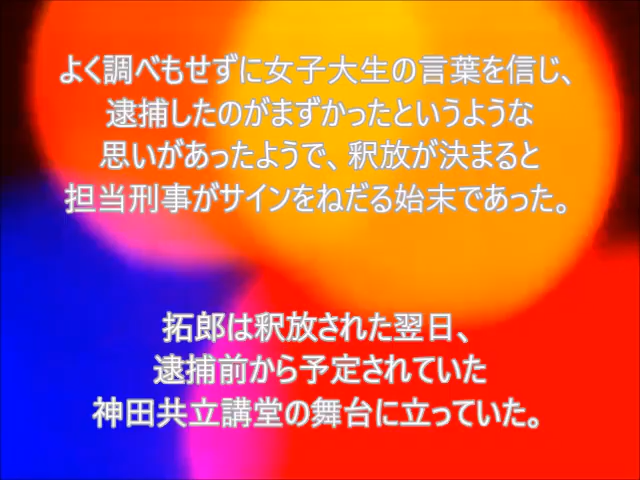 よく調べもせずに女子大生の言葉を信じ、
逮捕したのがまずかったというような
思いがあったようで、釈放が決まると
担当刑事がサインをねだる始末であった。
拓郎は釈放された翌日、
逮捕前から予定されていた
神田共立講堂の舞台に立っていた。